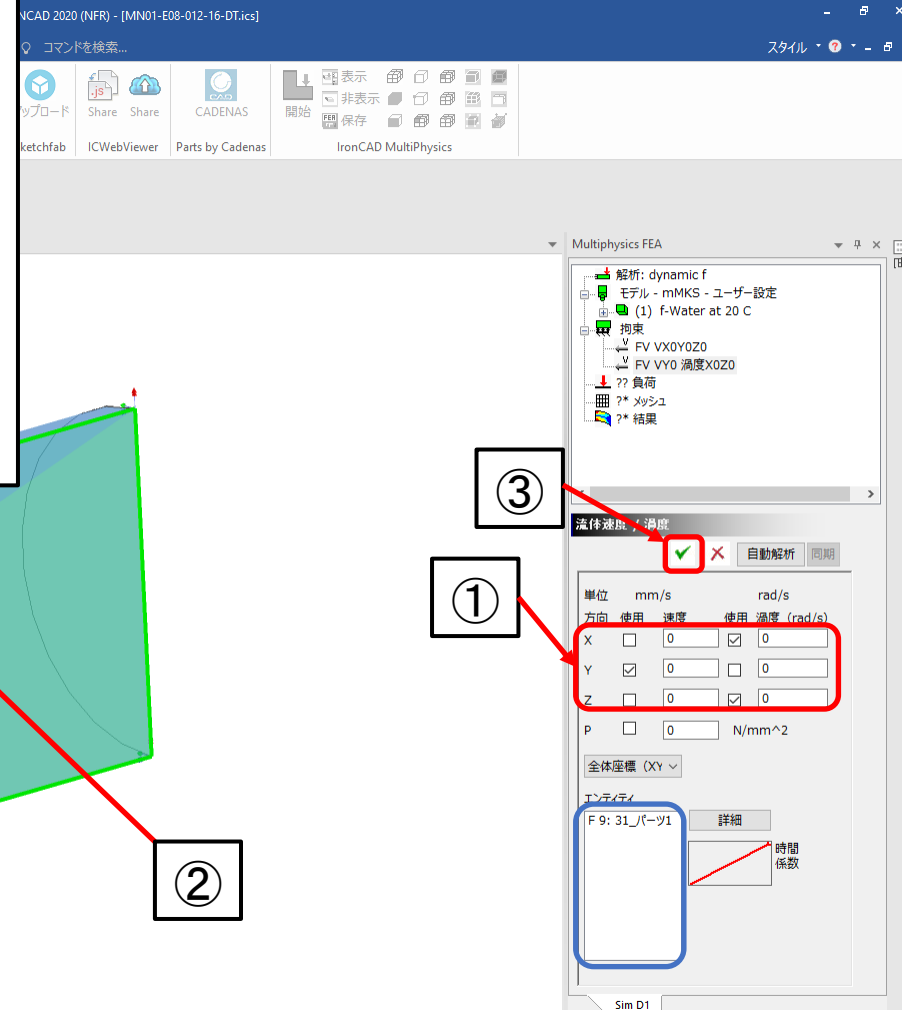 NCAD 2020 (NFR) - [MN01-E08-012-16-DT.ics]
コマンドを検索...
スタイル
表示
非表示
保存
ップロード
Share
Share
CADENAS
開始
ketchfab
ICWebViewer
Parts by Cadenas
IronCAD MultiPhysics
Multiphysics FEA
解析: dynamic f
モデル - mMKS - ユーザー設定
(1) f-Water at 20 C
拘束
FV VX0Y0Z0
FV VY0 渦度X0Z0
?? 負荷
?* メッシュ
?* 結果
③
流体速度 / 渦度
自動解析
同期
①
単位 mm/s rad/s
方向 使用 速度 使用 渦度 (rad/s)
X 0 0
Y 0 0
Z 0 0
P 0 N/mm^2
全体座標 (XY
エンティティ
F 9: 31_パーツ1
詳細
時間
係数
②
Sim D1